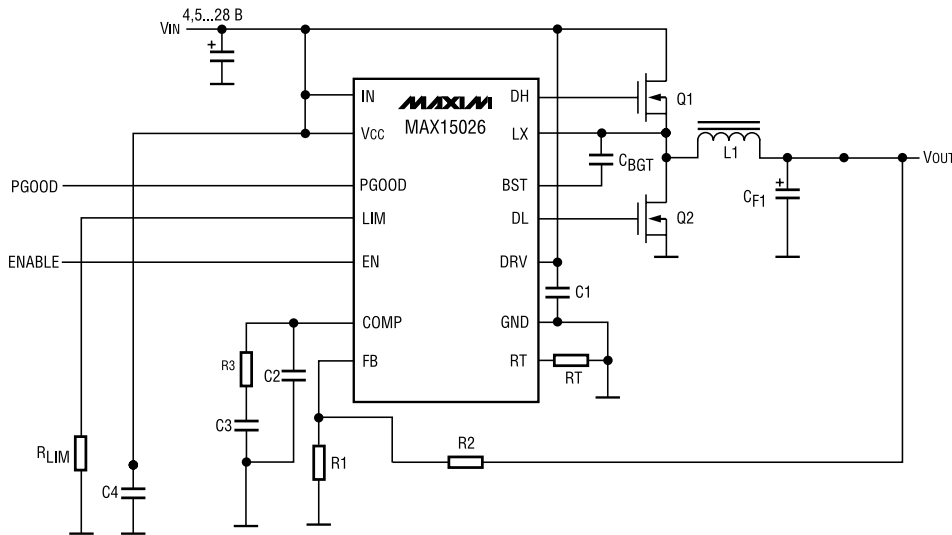 VIN 4,5...28 В
IN
MAXIM
DH
Q1
VCC
MAX15026
LX
L1
VOUT
CBGT
PGOOD
PGOOD
BST
CF1
LIM
DL
Q2
ENABLE
EN
DRV
C1
COMP
GND
R3
C2
FB
RT
RT
C3
R2
RLIM
R1
C4